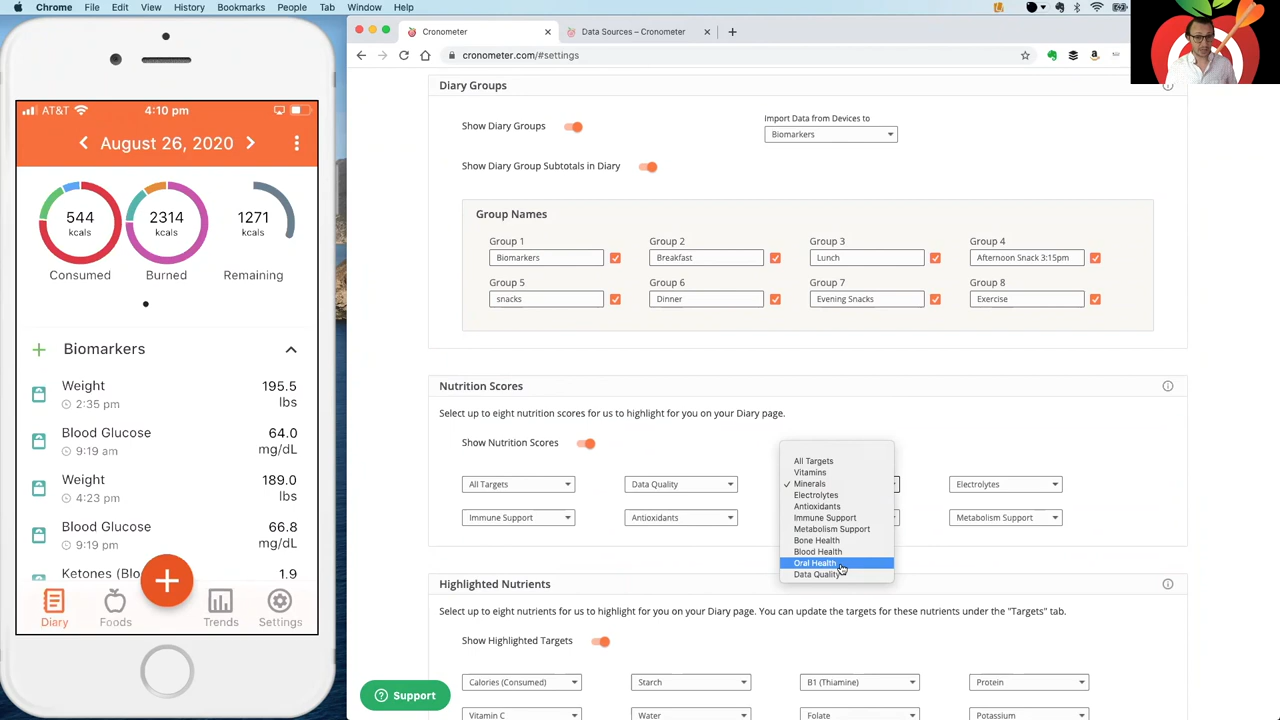 Chrome File Edit View History Bookmarks People Tab Window Help
AT&T 4:10 pm
August 26, 2020
544 kcals
2314 kcals
1271 kcals
Consumed Burned Remaining
Biomarkers
Weight 195.5 lbs
2:35 pm
Blood Glucose 64.0 mg/dL
9:19 am
Weight 189.0 lbs
4:23 pm
Blood Glucose 66.8 mg/dL
9:19 pm
Ketones (Blo 1.9
Diary Foods Trends Settings
Cronometer
Data Sources – Cronometer
cronometer.com/#settings
Diary Groups
Show Diary Groups
Import Data from Devices to
Biomarkers
Show Diary Group Subtotals in Diary
Group Names
Group 1 Group 2 Group 3 Group 4
Biomarkers Breakfast Lunch Afternoon Snack 3:15pm
Group 5 Group 6 Group 7 Group 8
snacks Dinner Evening Snacks Exercise
Nutrition Scores
Select up to eight nutrition scores for us to highlight for you on your Diary page.
Show Nutrition Scores
All Targets Data Quality Electrolytes
Immune Support Antioxidants Metabolism Support
All Targets
Vitamins
Minerals
Electrolytes
Antioxidants
Immune Support
Metabolism Support
Bone Health
Blood Health
Oral Health
Data Quality
Highlighted Nutrients
Select up to eight nutrients for us to highlight for you on your Diary page. You can update the targets for these nutrients under the "Targets" tab.
Show Highlighted Targets
Calories (Consumed) Starch B1 (Thiamine) Protein
Vitamin C Water Folate Potassium
Support